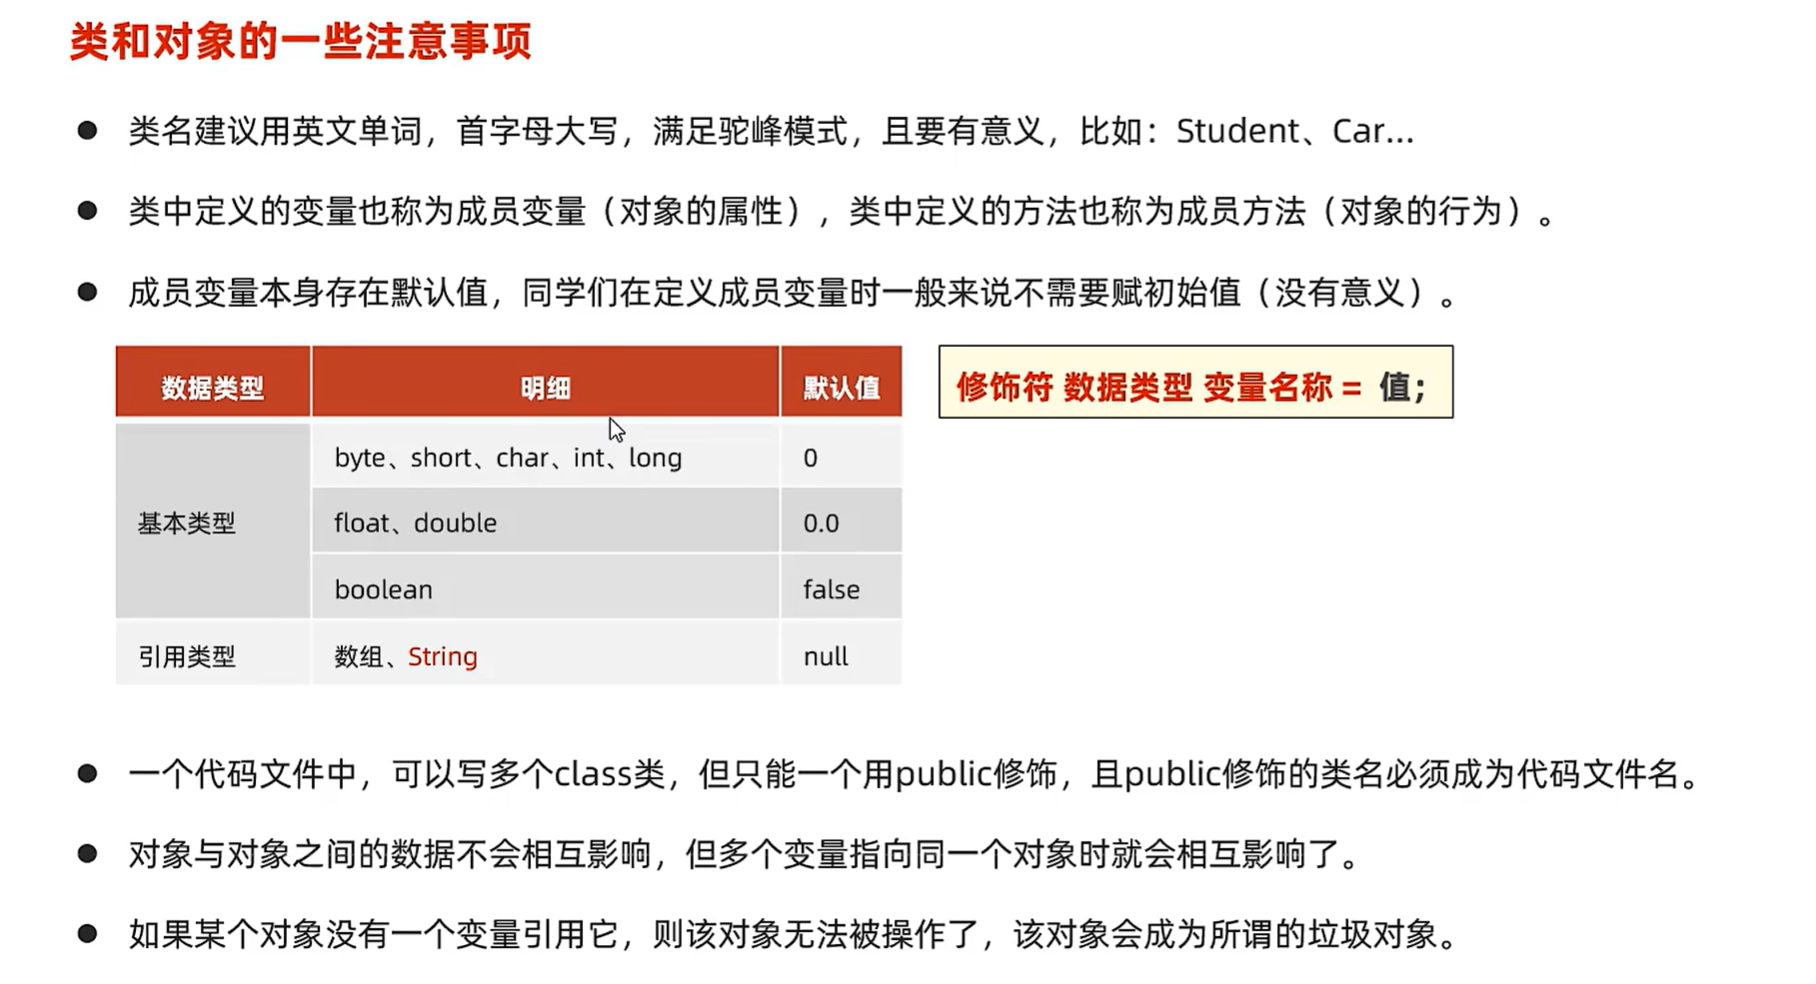 类和对象的一些注意事项
● 类名建议用英文单词，首字母大写，满足驼峰模式，且要有意义，比如：Student、Car...
● 类中定义的变量也称为成员变量（对象的属性），类中定义的方法也称为成员方法（对象的行为）。
● 成员变量本身存在默认值，同学们在定义成员变量时一般来说不需要赋初始值（没有意义）。
数据类型 明细 默认值
修饰符 数据类型 变量名称 = 值；
byte、short、char、int、long 0
基本类型 float、double 0.0
boolean false
引用类型 数组、String null
● 一个代码文件中，可以写多个class类，但只能一个用public修饰，且public修饰的类名必须成为代码文件名。
● 对象与对象之间的数据不会相互影响，但多个变量指向同一个对象时就会相互影响了。
● 如果某个对象没有一个变量引用它，则该对象无法被操作了，该对象会成为所谓的垃圾对象。